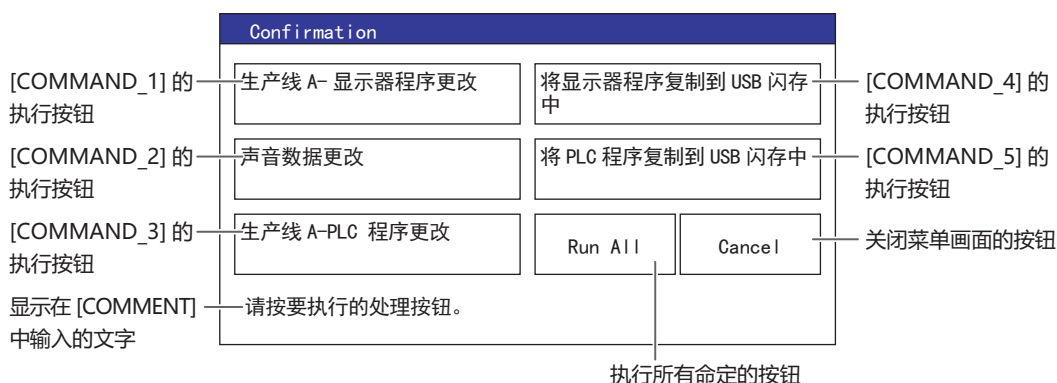 Confirmation
[COMMAND_1] 的
执行按钮
生产线 A- 显示器程序更改
将显示器程序复制到 USB 闪存
中
[COMMAND_4] 的
执行按钮
[COMMAND_2] 的
执行按钮
声音数据更改
将 PLC 程序复制到 USB 闪存中
[COMMAND_5] 的
执行按钮
[COMMAND_3] 的
执行按钮
生产线 A-PLC 程序更改
Run All
Cancel
关闭菜单画面的按钮
显示在 [COMMENT]
中输入的文字
请按要执行的处理按钮。
执行所有命定的按钮